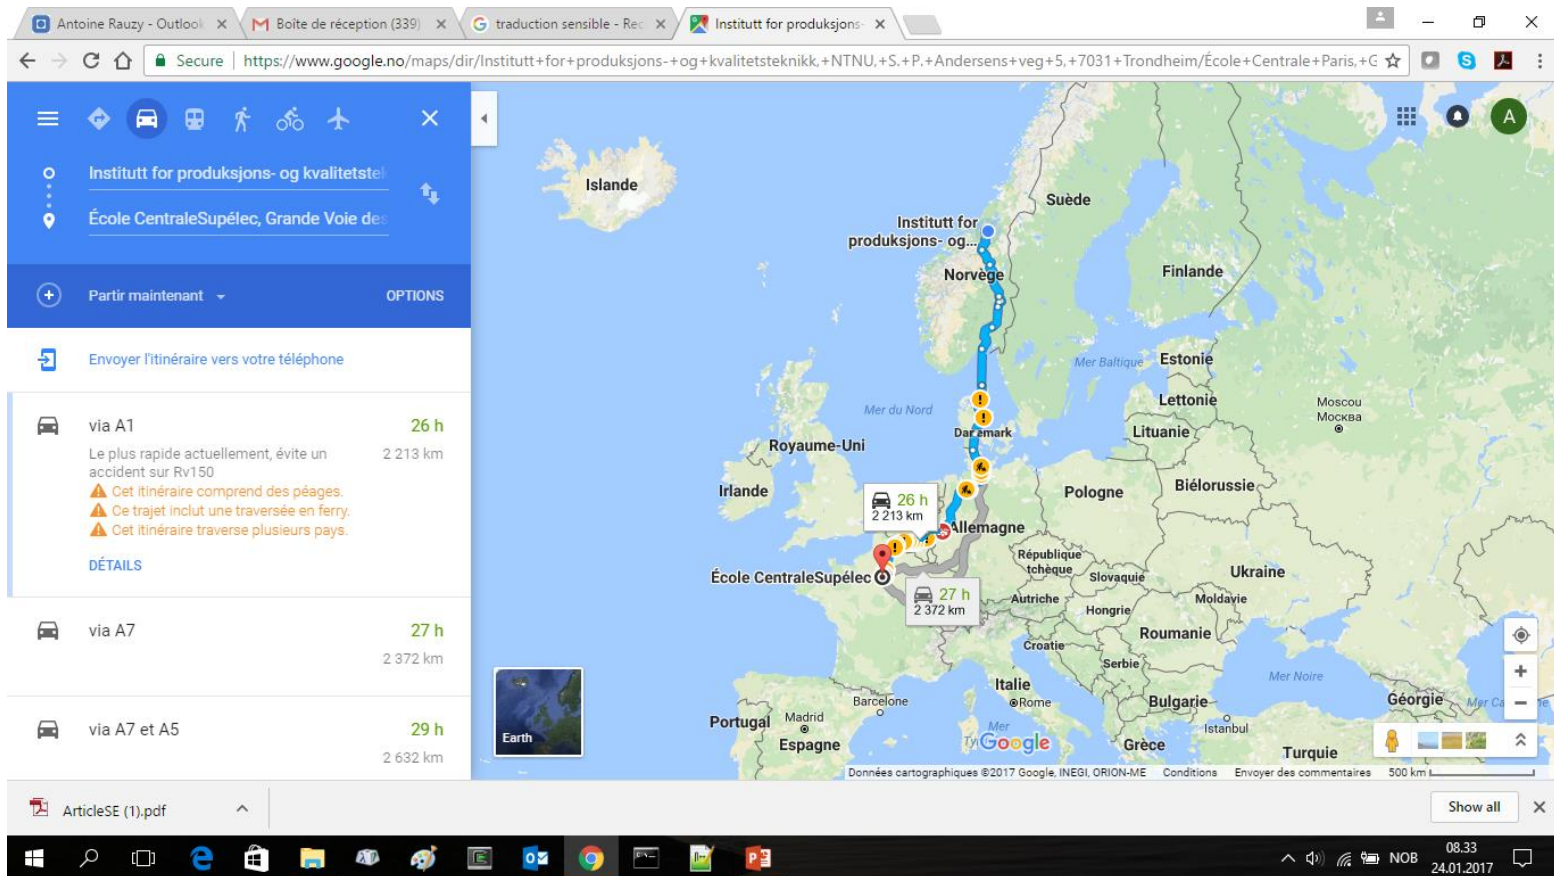 Antoine Rauzy - Outlook
Boîte de réception (339)
traduction sensible - Rec
Institutt for produksjons-
Secure
https://www.google.no/maps/dir/Institutt+for+produksjons-+og+kvalitetsteknikk,+NTNU,+S.+P.+Andersens+veg+5,+7031+Trondheim/École+Centrale+Paris,+G
Institutt for produksjons- og kvalitetstek
École CentraleSupélec, Grande Voie des
Partir maintenant
OPTIONS
Envoyer l'itinéraire vers votre téléphone
via A1
26 h
Le plus rapide actuellement, évite un
2 213 km
accident sur Rv150
Cet itinéraire comprend des péages.
Ce trajet inclut une traversée en ferry.
Cet itinéraire traverse plusieurs pays.
DÉTAILS
via A7
27 h
2 372 km
via A7 et A5
29 h
2 632 km
A
Islande
Suède
Institutt for
produksjons- og...
Norvège
Finlande
Mer Baltique
Estonie
Lettonie
Moscou
Москва
Mer du Nord
Danemark
Lituanie
Royaume-Uni
Irlande
26 h
2 213 km
Pologne
Biélorussie
Allemagne
République
tchèque
Slovaquie
Ukraine
École CentraleSupélec
27 h
2 372 km
Autriche
Hongrie
Moldavie
Roumanie
Croatie
Serbie
Mer Noire
Italie
Rome
Barcelone
Bulgarie
Géorgie
Mer Ca
Portugal
Madrid
Espagne
Mer
Ty
Google
Grèce
Istanbul
Turquie
Earth
Données cartographiques ©2017 Google, INEGI, ORION-ME
Conditions
Envoyer des commentaires
500 km
ArticleSE (1).pdf
Show all
NOB
08.33
24.01.2017